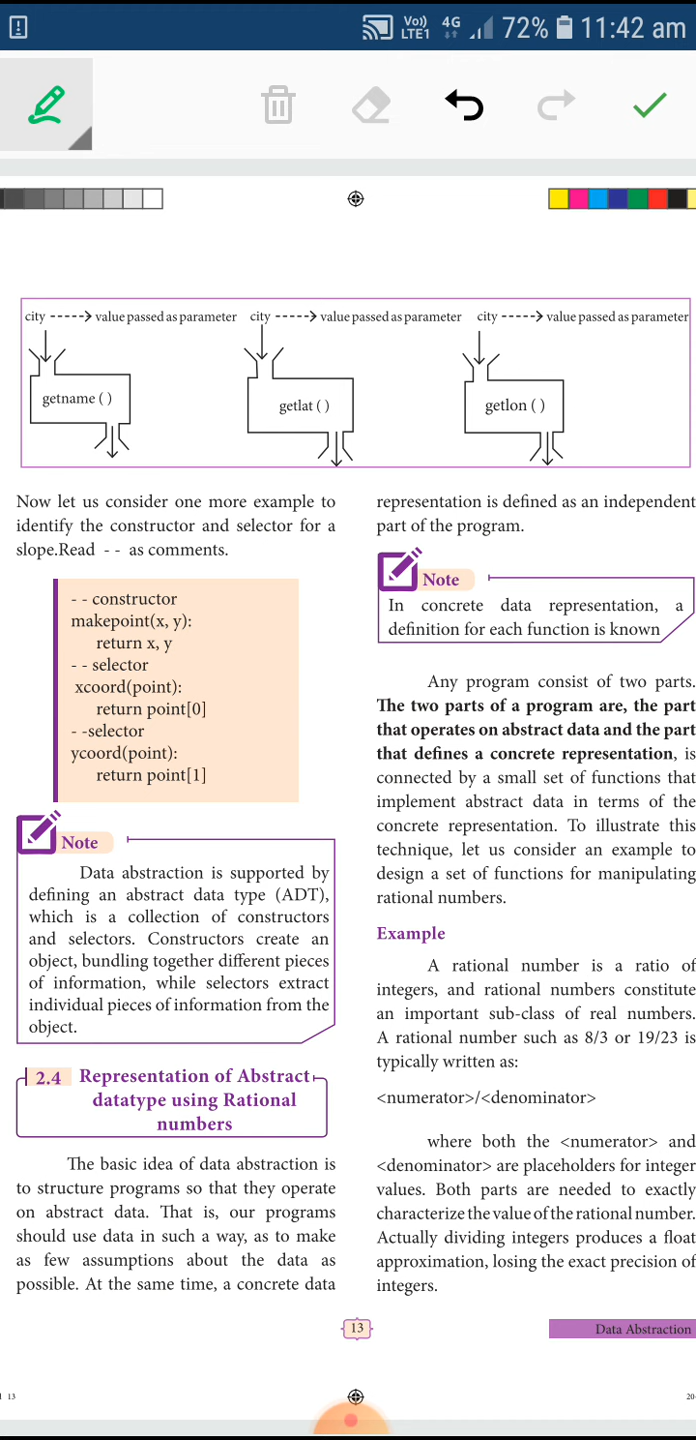 Vo)) LTE1 4G 72% 11:42 am
city -----> value passed as parameter city -----> value passed as parameter city -----> value passed as parameter
getname ( ) getlat ( ) getlon ( )
Now let us consider one more example to
identify the constructor and selector for a
slope.Read - - as comments.
- - constructor
makepoint(x, y):
return x, y
- - selector
xcoord(point):
return point[0]
- -selector
ycoord(point):
return point[1]
Note
Data abstraction is supported by
defining an abstract data type (ADT),
which is a collection of constructors
and selectors. Constructors create an
object, bundling together different pieces
of information, while selectors extract
individual pieces of information from the
object.
2.4 Representation of Abstract
datatype using Rational
numbers
The basic idea of data abstraction is
to structure programs so that they operate
on abstract data. That is, our programs
should use data in such a way, as to make
as few assumptions about the data as
possible. At the same time, a concrete data
representation is defined as an independent
part of the program.
Note
In concrete data representation, a
definition for each function is known
Any program consist of two parts.
The two parts of a program are, the part
that operates on abstract data and the part
that defines a concrete representation, is
connected by a small set of functions that
implement abstract data in terms of the
concrete representation. To illustrate this
technique, let us consider an example to
design a set of functions for manipulating
rational numbers.
Example
A rational number is a ratio of
integers, and rational numbers constitute
an important sub-class of real numbers.
A rational number such as 8/3 or 19/23 is
typically written as:
<numerator>/<denominator>
where both the <numerator> and
<denominator> are placeholders for integer
values. Both parts are needed to exactly
characterize the value of the rational number.
Actually dividing integers produces a float
approximation, losing the exact precision of
integers.
13
Data Abstraction
13
20